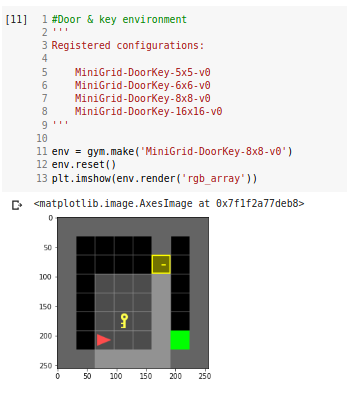 [11] 1 #Door & key environment
2 '''
3 Registered configurations:
4
5 MiniGrid-DoorKey-5x5-v0
6 MiniGrid-DoorKey-6x6-v0
7 MiniGrid-DoorKey-8x8-v0
8 MiniGrid-DoorKey-16x16-v0
9 '''
10
11 env = gym.make('MiniGrid-DoorKey-8x8-v0')
12 env.reset()
13 plt.imshow(env.render('rgb_array'))
<matplotlib.image.AxesImage at 0x7f1f2a77deb8>
0
50
100
150
200
250
0 50 100 150 200 250